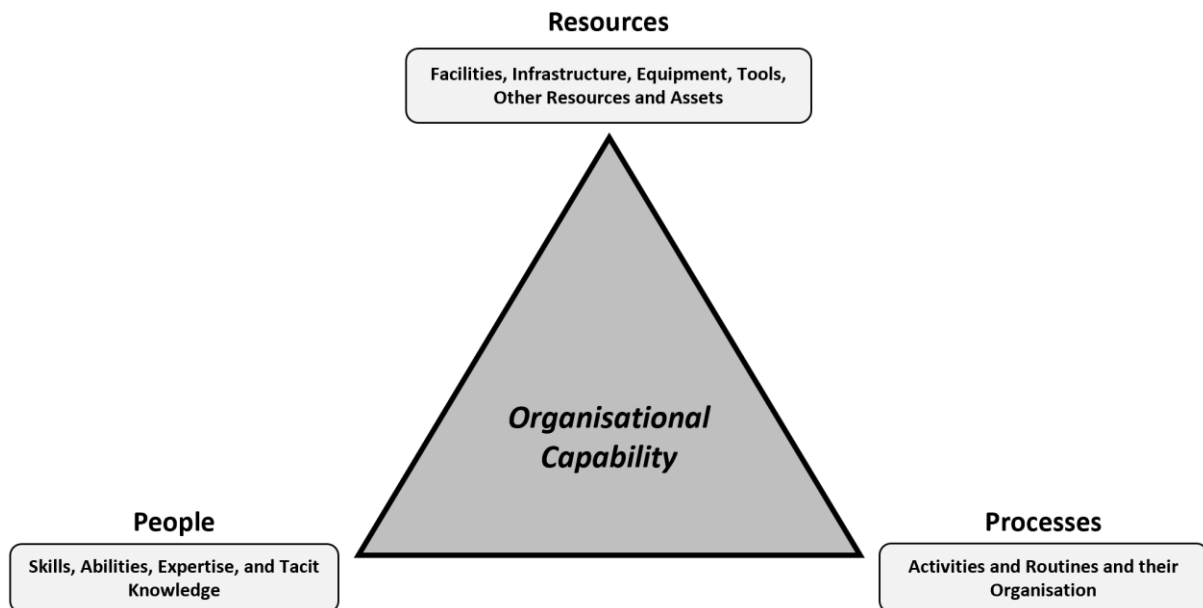 Resources
Facilities, Infrastructure, Equipment, Tools,
Other Resources and Assets
Organisational
Capability
People
Skills, Abilities, Expertise, and Tacit
Knowledge
Processes
Activities and Routines and their
Organisation